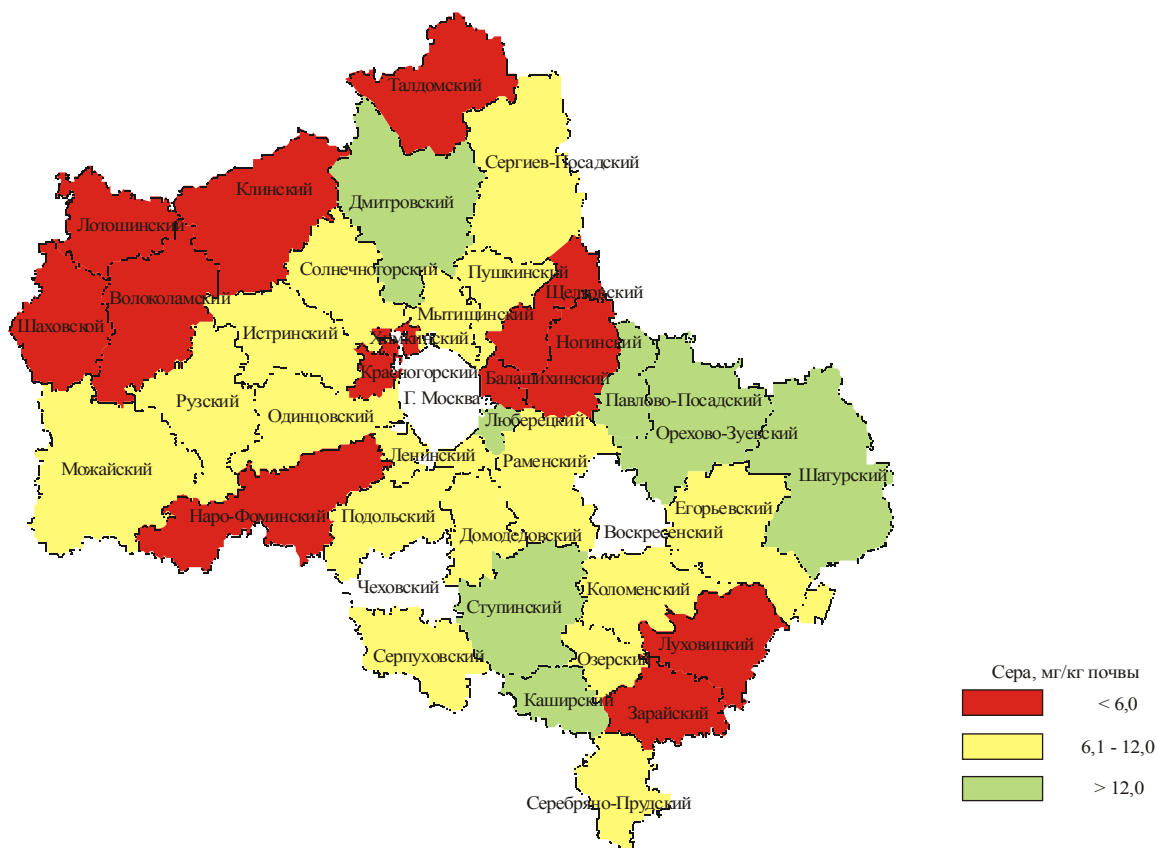 Талдомский
Сергиев-Посадский
Клинский
Дмитровский
Лотошинский
Солнечногорский
Пушкинский
Щелковский
Волоколамский
Мытищинский
Шаховской
Истринский
Химкинский
Ногинский
Красногорский
Балашихинский
Г. Москва
Рузский
Павлово-Посадский
Одинцовский
Люберецкий
Орехово-Зуевский
Ленинский
Раменский
Можайский
Шатурский
Наро-Фоминский
Подольский
Егорьевский
Домодедовский
Воскресенский
Чеховский
Коломенский
Ступинский
Луховицкий
Серпуховский
Озерский
Каширский
Зарайский
Серебряно-Прудский
Сера, мг/кг почвы
< 6,0
6,1 - 12,0
> 12,0